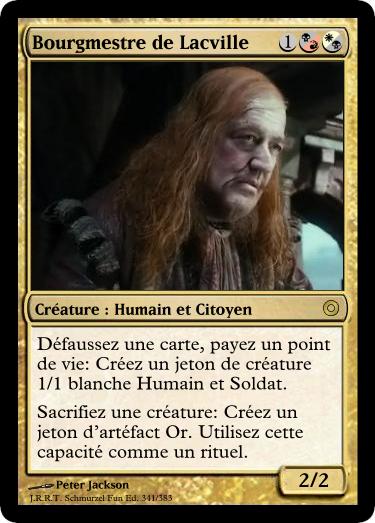 Bourgmestre de Lacville 1
Créature : Humain et Citoyen
Défaussez une carte, payez un point
de vie: Créez un jeton de créature
1/1 blanche Humain et Soldat.
Sacrifiez une créature: Créez un
jeton d'artéfact Or. Utilisez cette
capacité comme un rituel.
2/2
Peter Jackson
J.R.R.T. Schmurzel Fun Ed. 341/383